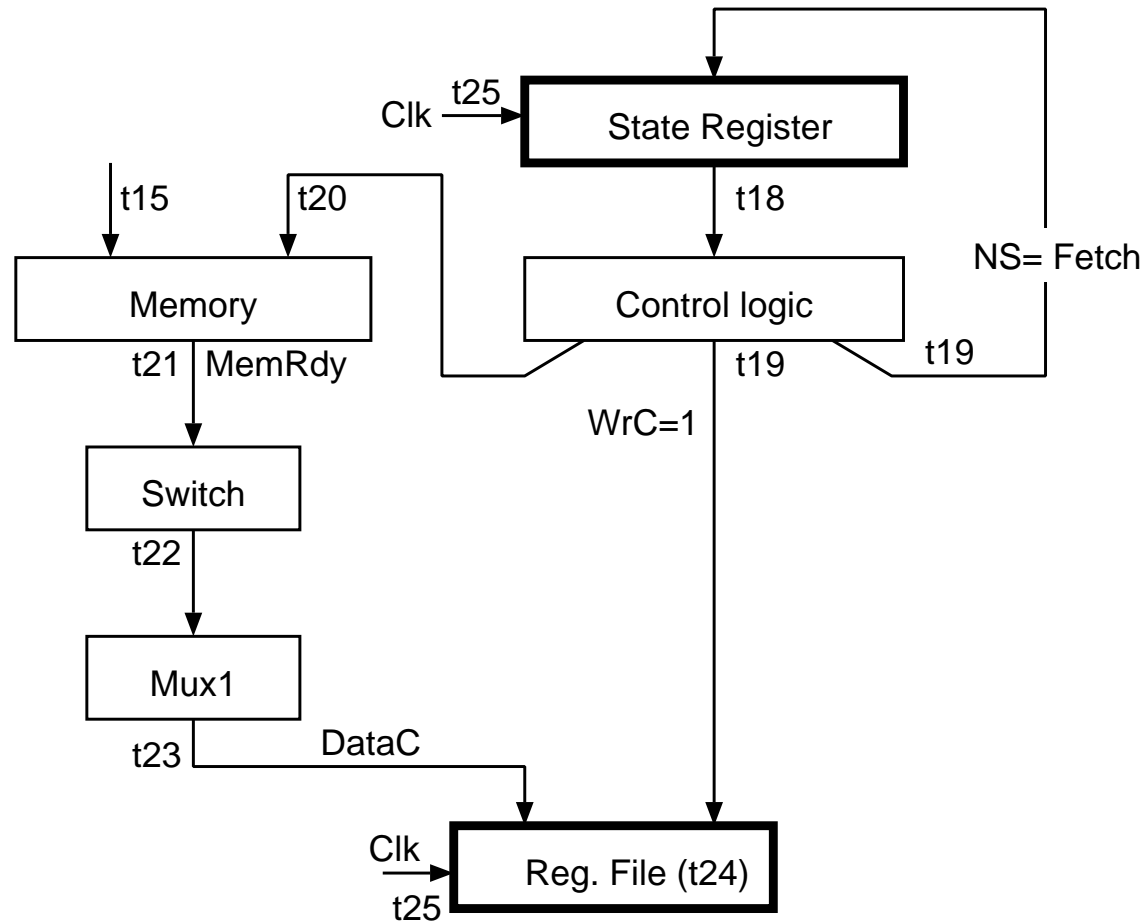 t25
Clk
State Register
t15
t20
t18
NS= Fetch
Memory
Control logic
t21
MemRdy
t19
t19
WrC=1
Switch
t22
Mux1
t23
DataC
Clk
Reg. File (t24)
t25